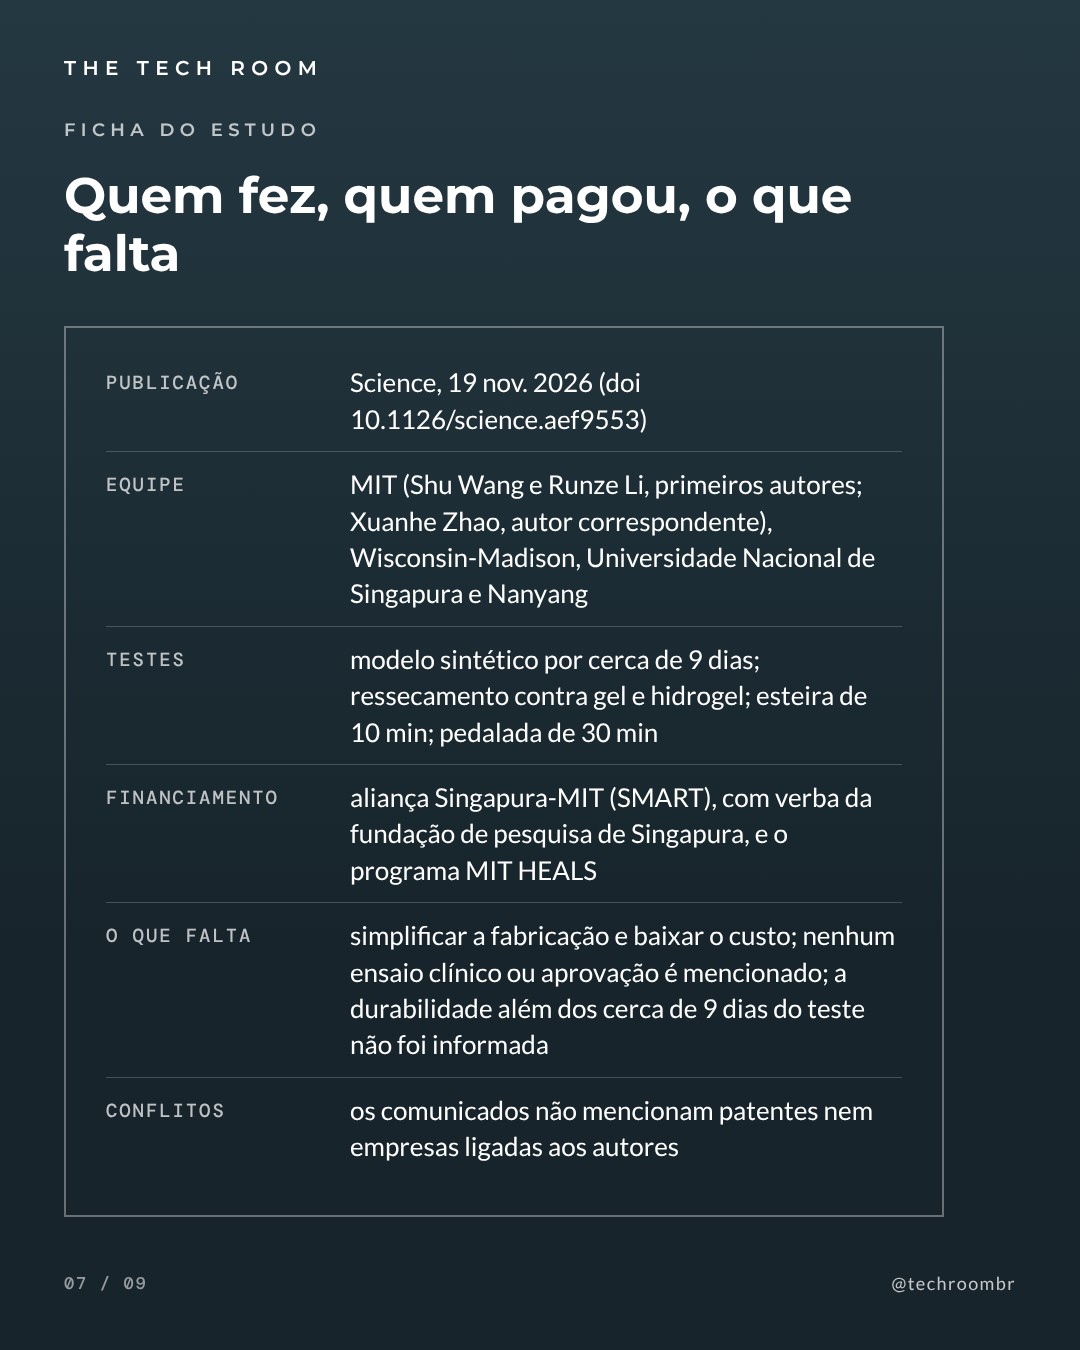 THE TECH ROOM
FICHA DO ESTUDO
Quem fez, quem pagou, o que
falta
PUBLICAÇÃO
Science, 19 nov. 2026 (doi
10.1126/science.aef9553)
EQUIPE
MIT (Shu Wang e Runze Li, primeiros autores;
Xuanhe Zhao, autor correspondente),
Wisconsin-Madison, Universidade Nacional de
Singapura e Nanyang
TESTES
modelo sintético por cerca de 9 dias;
ressecamento contra gel e hidrogel; esteira de
10 min; pedalada de 30 min
FINANCIAMENTO
aliança Singapura-MIT (SMART), com verba da
fundação de pesquisa de Singapura, e o
programa MIT HEALS
O QUE FALTA
simplificar a fabricação e baixar o custo; nenhum
ensaio clínico ou aprovação é mencionado; a
durabilidade além dos cerca de 9 dias do teste
não foi informada
CONFLITOS
os comunicados não mencionam patentes nem
empresas ligadas aos autores
07 / 09
@techroombr